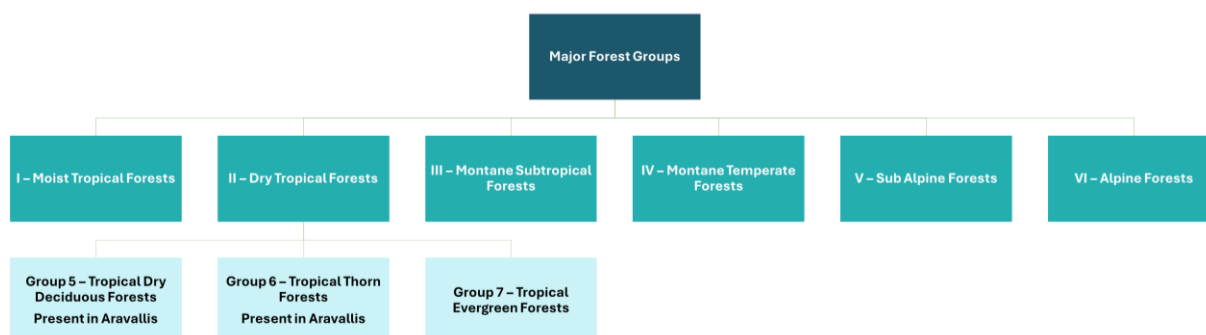 Major Forest Groups
I – Moist Tropical Forests
II – Dry Tropical Forests
III – Montane Subtropical
Forests
IV – Montane Temperate
Forests
V – Sub Alpine Forests
VI – Alpine Forests
Group 5 – Tropical Dry
Deciduous Forests
Present in Aravallis
Group 6 – Tropical Thorn
Forests
Present in Aravallis
Group 7 – Tropical
Evergreen Forests